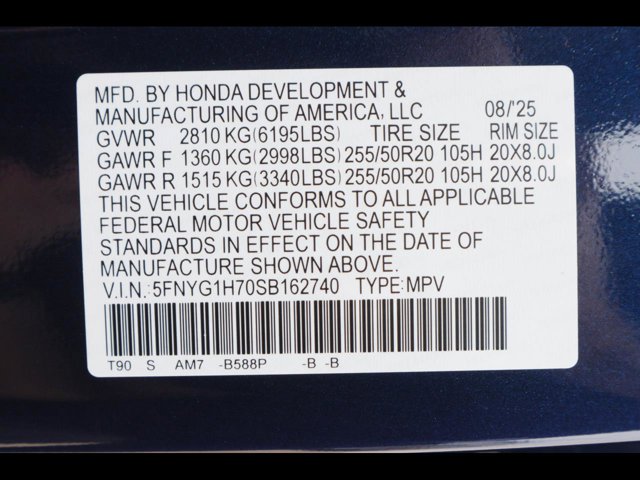 MFD. BY HONDA DEVELOPMENT &
MANUFACTURING OF AMERICA, LLC 08/'25
GVWR 2810 KG(6195LBS) TIRE SIZE RIM SIZE
GAWR F 1360 KG(2998LBS) 255/50R20 105H 20X8.0J
GAWR R 1515 KG(3340LBS) 255/50R20 105H 20X8.0J
THIS VEHICLE CONFORMS TO ALL APPLICABLE
FEDERAL MOTOR VEHICLE SAFETY
STANDARDS IN EFFECT ON THE DATE OF
MANUFACTURE SHOWN ABOVE.
V.I.N.:5FNYG1H70SB162740 TYPE:MPV
T90 S AM7 -B588P -B -B